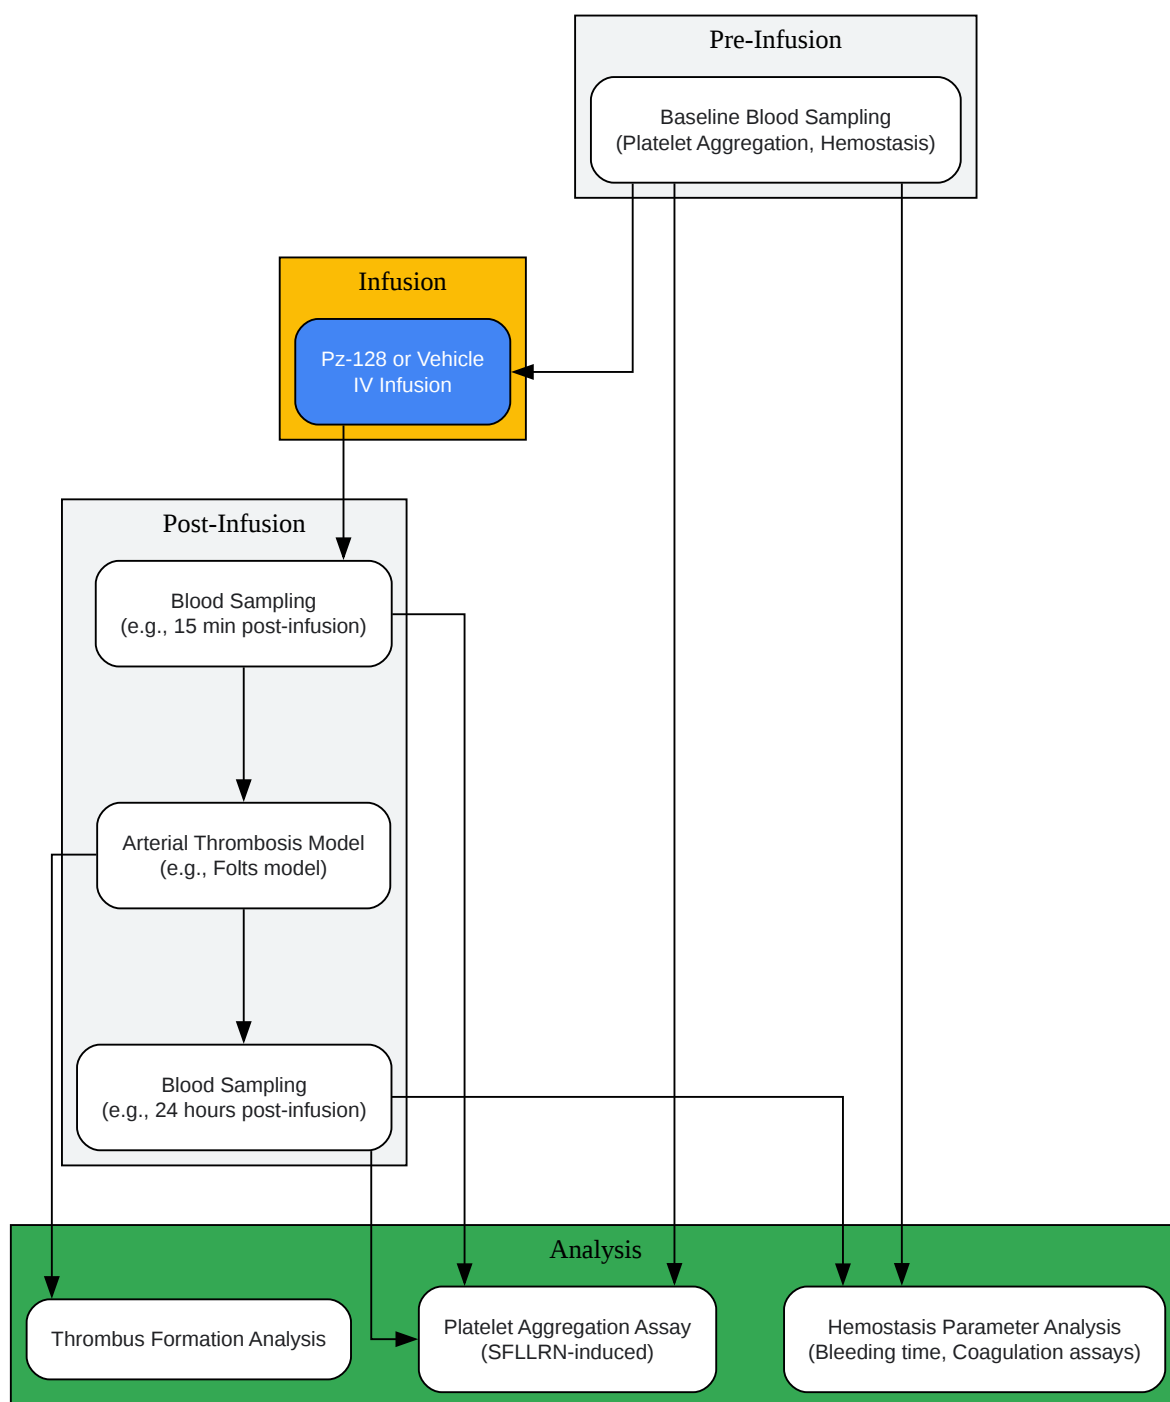 Pre-Infusion
Baseline Blood Sampling
(Platelet Aggregation, Hemostasis)
Infusion
Pz-128 or Vehicle
IV Infusion
Post-Infusion
Blood Sampling
(e.g., 15 min post-infusion)
Arterial Thrombosis Model
(e.g., Folts model)
Blood Sampling
(e.g., 24 hours post-infusion)
Analysis
Thrombus Formation Analysis
Platelet Aggregation Assay
(SFLLRN-induced)
Hemostasis Parameter Analysis
(Bleeding time, Coagulation assays)